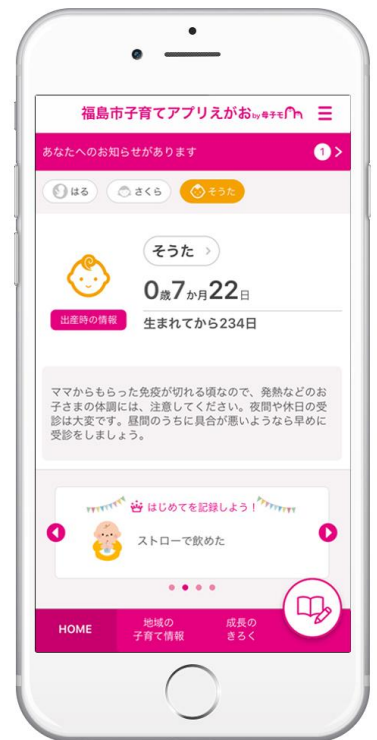 福島市子育てアプリえがおby母子モ
あなたへのお知らせがあります 1
はる さくら そうた
そうた
0歳7か月22日
出産時の情報
生まれてから234日
ママからもらった免疫が切れる頃なので、発熱などのお
子さまの体調には、注意してください。夜間や休日の受
診は大変です。昼間のうちに具合が悪いようなら早めに
受診をしましょう。
はじめてを記録しよう!
ストローで飲めた
HOME
地域の
子育て情報
成長の
きろく